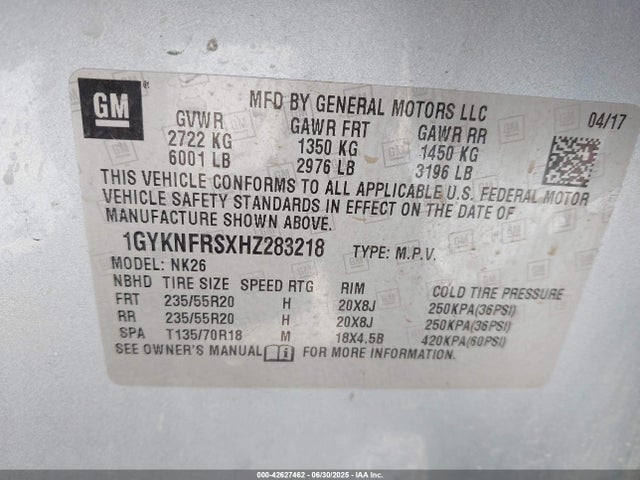 GM
MFD BY GENERAL MOTORS LLC
04/17
GVWR GAWR FRT GAWR RR
2722 KG 1350 KG 1450 KG
6001 LB 2976 LB 3196 LB
THIS VEHICLE CONFORMS TO ALL APPLICABLE U.S. FEDERAL MOTOR
VEHICLE SAFETY STANDARDS IN EFFECT ON THE DATE OF
MANUFACTURE SHOWN ABOVE.
1GYKNFRSXHZ283218 TYPE: M.P.V.
MODEL: NK26
NBHD TIRE SIZE SPEED RTG RIM COLD TIRE PRESSURE
FRT 235/55R20 H 20X8J 250KPA(36PSI)
RR 235/55R20 H 20X8J 250KPA(36PSI)
SPA T135/70R18 M 18X4.5B 420KPA(60PSI)
SEE OWNER'S MANUAL FOR MORE INFORMATION.
000-42627462 - 06/30/2025 - IAAI.COM